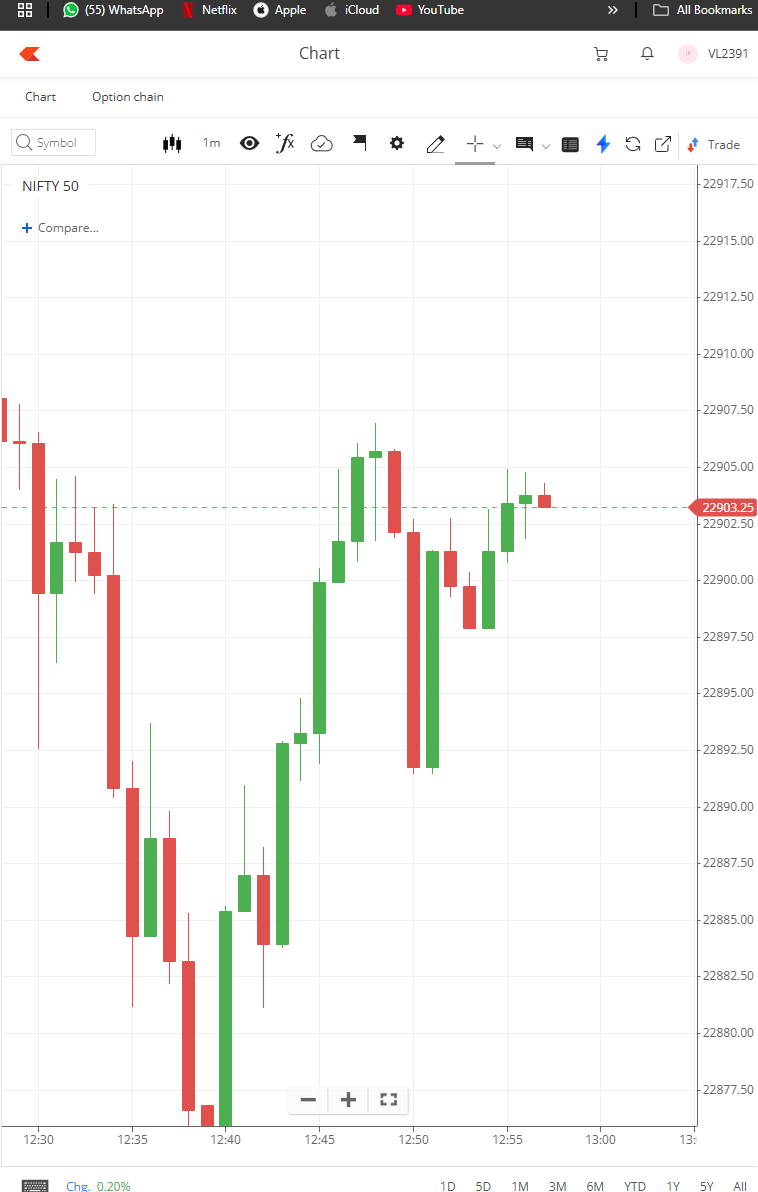 (55) WhatsApp Netflix Apple iCloud YouTube » All Bookmarks
Chart VL2391
Chart Option chain
Symbol 1m +fx Trade
NIFTY 50
+ Compare...
22917.50
22915.00
22912.50
22910.00
22907.50
22905.00
22903.25
22902.50
22900.00
22897.50
22895.00
22892.50
22890.00
22887.50
22885.00
22882.50
22880.00
22877.50
12:30 12:35 12:40 12:45 12:50 12:55 13:00
Chg. 0.20% 1D 5D 1M 3M 6M YTD 1Y 5Y All